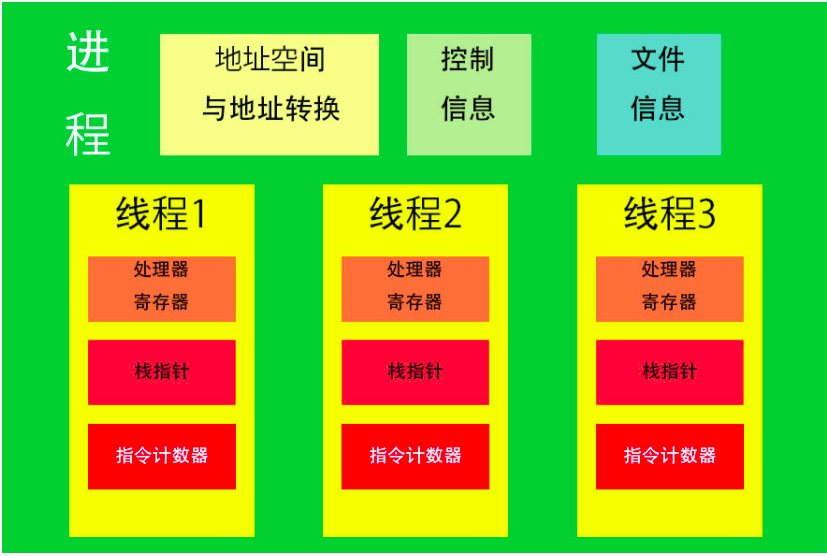 进
程
地址空间
与地址转换
控制
信息
文件
信息
线程1
处理器
寄存器
栈指针
指令计数器
线程2
处理器
寄存器
栈指针
指令计数器
线程3
处理器
寄存器
栈指针
指令计数器